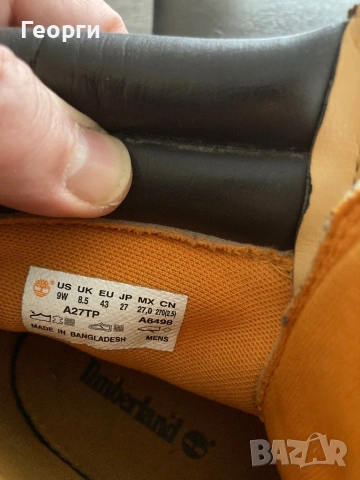 Георги
US UK EU JP MX CN
9W 8.5 43 27 27,0 270(2.5)
A27TP A6498
MADE IN BANGLADESH MENS
Timberland
BAZAR